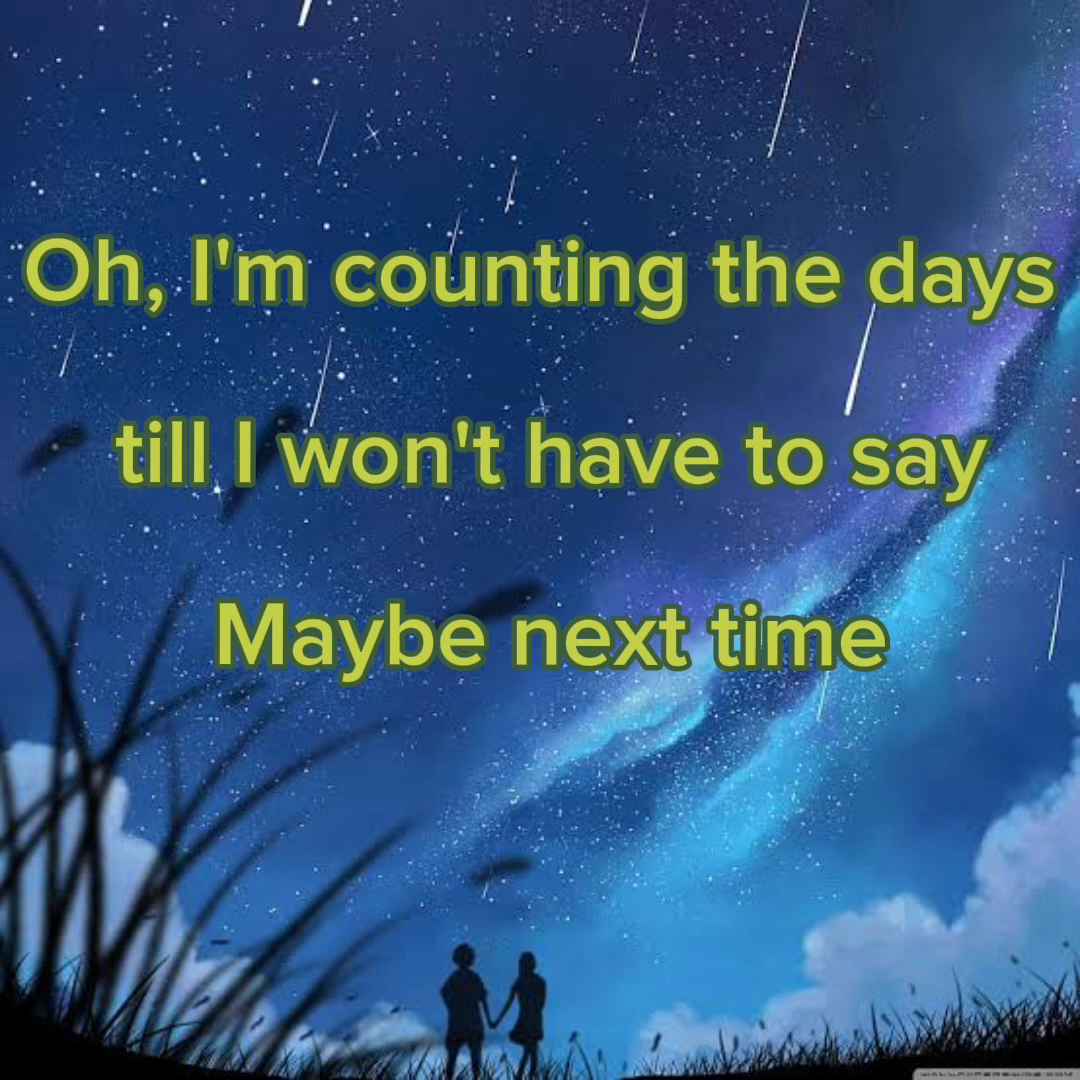 Oh, I'm counting the days
till I won't have to say
Maybe next time